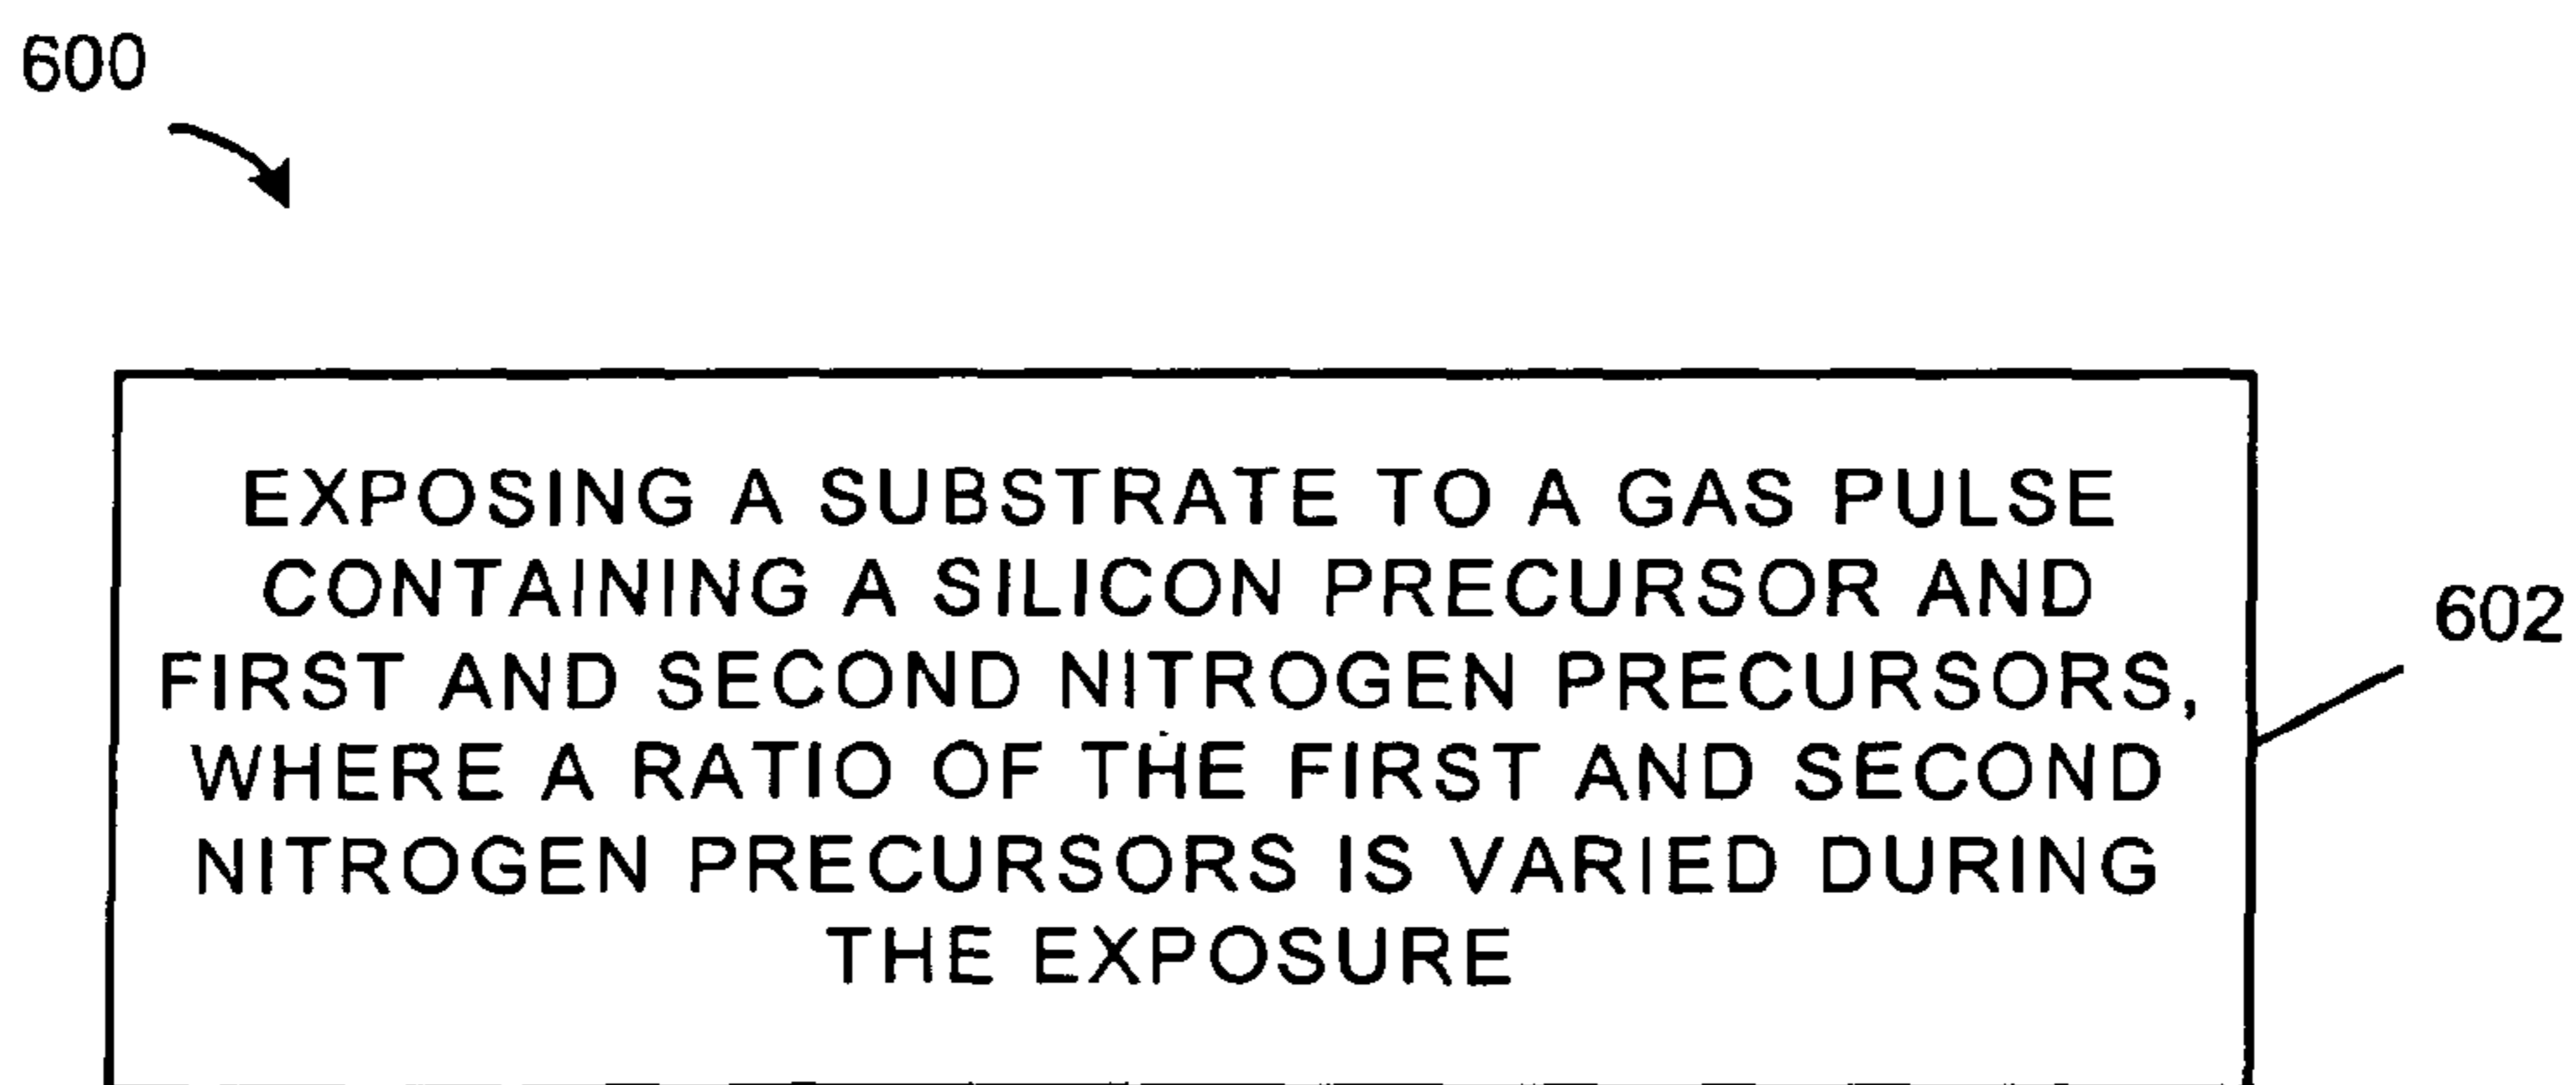 600
EXPOSING A SUBSTRATE TO A GAS PULSE
CONTAINING A SILICON PRECURSOR AND
FIRST AND SECOND NITROGEN PRECURSORS,
WHERE A RATIO OF THE FIRST AND SECOND
NITROGEN PRECURSORS IS VARIED DURING
THE EXPOSURE
602